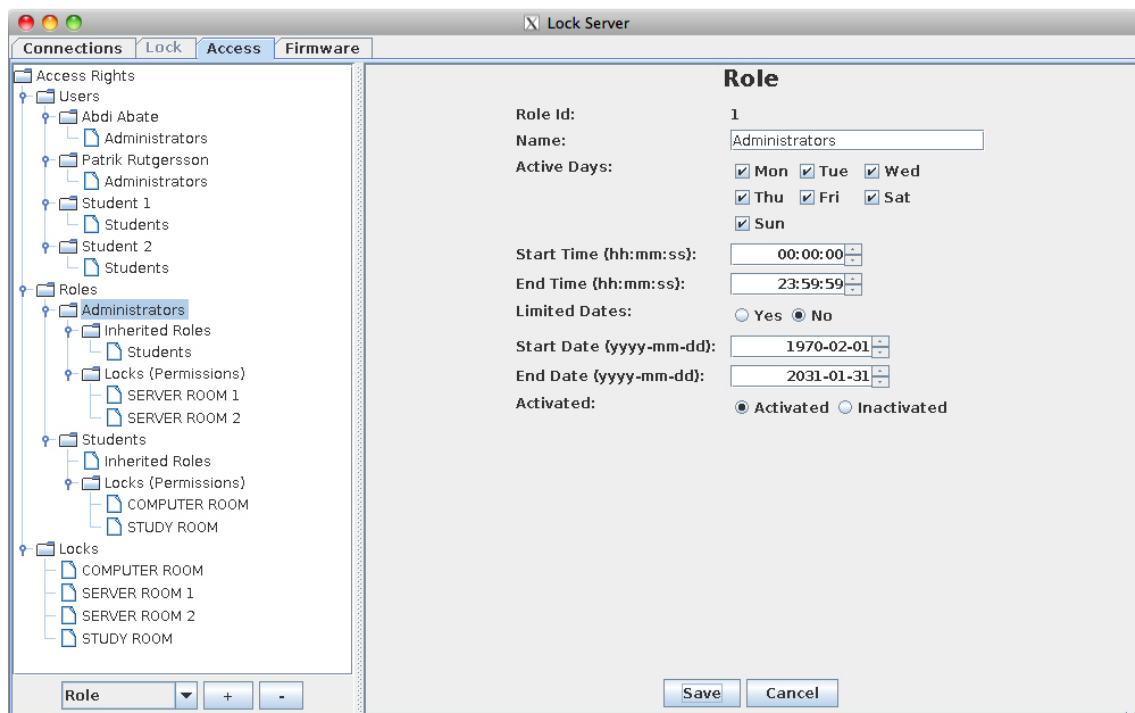 Lock Server
Connections Lock Access Firmware
Access Rights
Users
Abdi Abate
Administrators
Patrik Rutgersson
Administrators
Student 1
Students
Student 2
Students
Roles
Administrators
Inherited Roles
Students
Locks (Permissions)
SERVER ROOM 1
SERVER ROOM 2
Students
Inherited Roles
Locks (Permissions)
COMPUTER ROOM
STUDY ROOM
Locks
COMPUTER ROOM
SERVER ROOM 1
SERVER ROOM 2
STUDY ROOM
Role + -
Role
Role Id: 1
Name: Administrators
Active Days: Mon Tue Wed
Thu Fri Sat
Sun
Start Time (hh:mm:ss): 00:00:00
End Time (hh:mm:ss): 23:59:59
Limited Dates: Yes No
Start Date (yyyy-mm-dd): 1970-02-01
End Date (yyyy-mm-dd): 2031-01-31
Activated: Activated Inactivated
Save Cancel